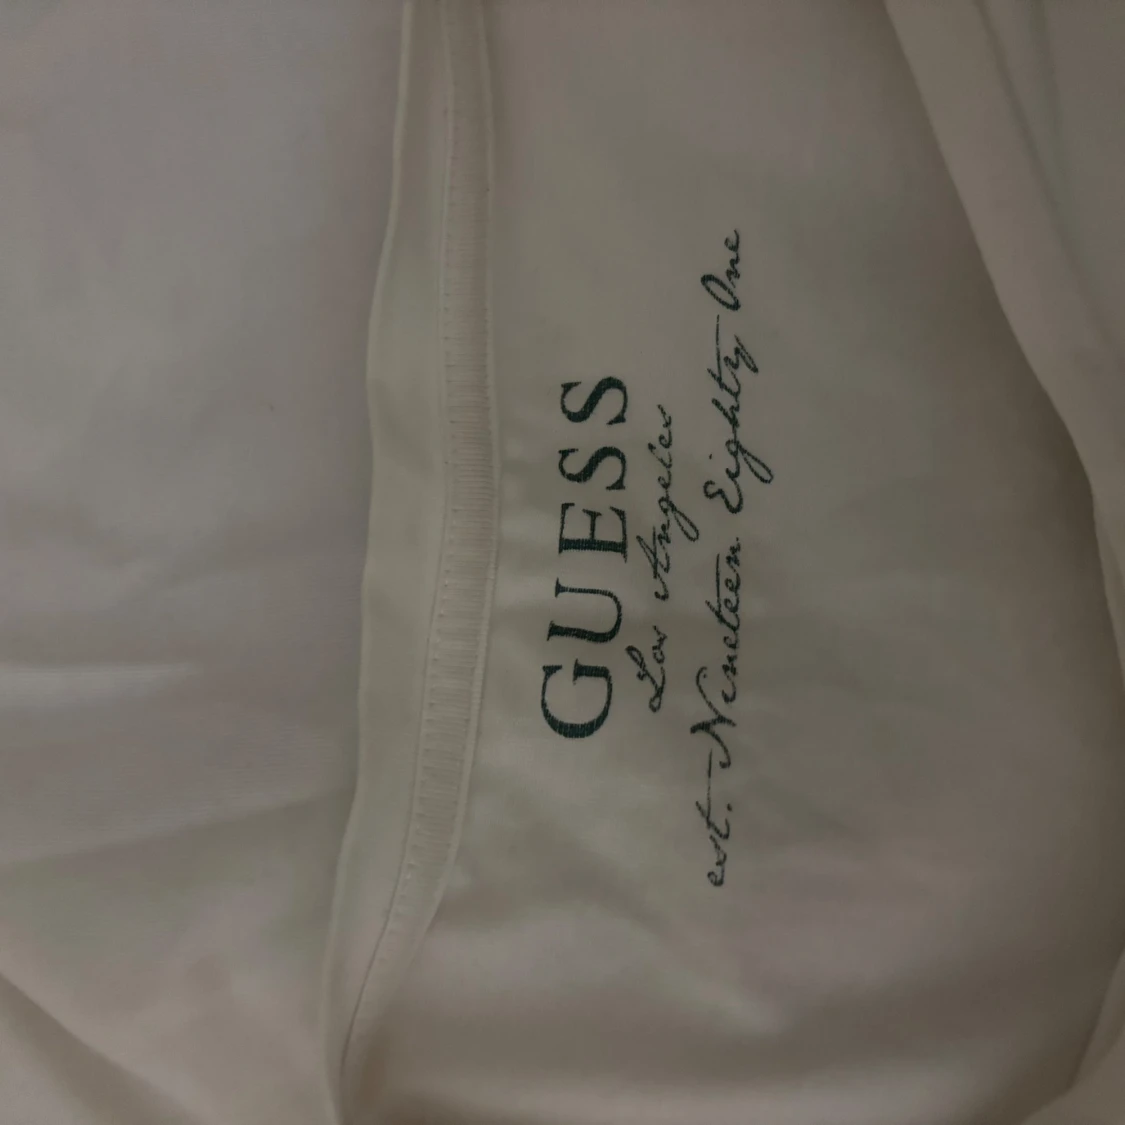 GUESS
Los Angeles
est. Nineteen Eighty One